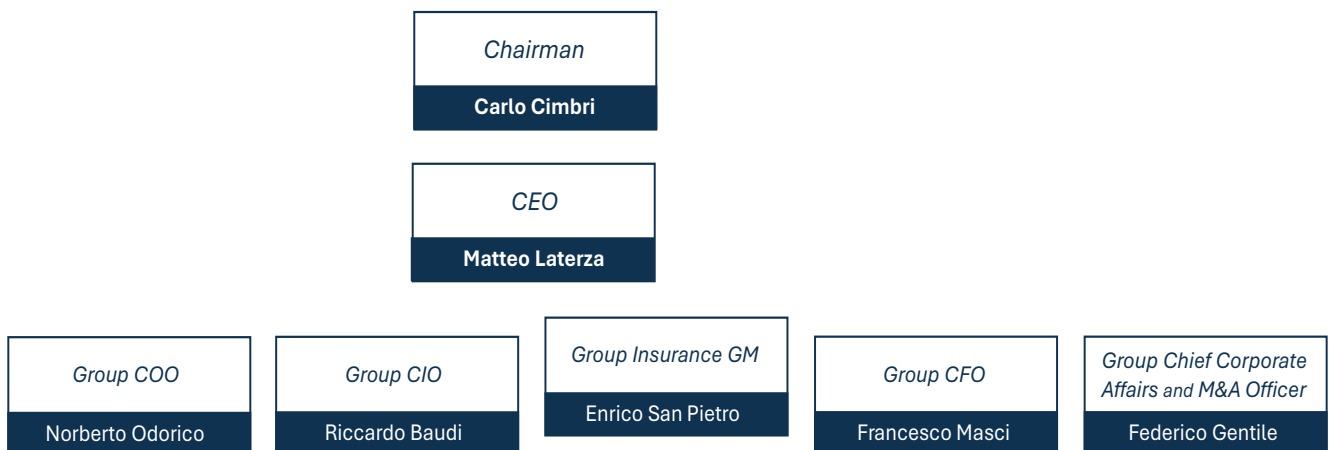 Chairman
Carlo Cimbri
CEO
Matteo Laterza
Group COO
Norberto Odorico
Group CIO
Riccardo Baudi
Group Insurance GM
Enrico San Pietro
Group CFO
Francesco Masci
Group Chief Corporate
Affairs and M&A Officer
Federico Gentile